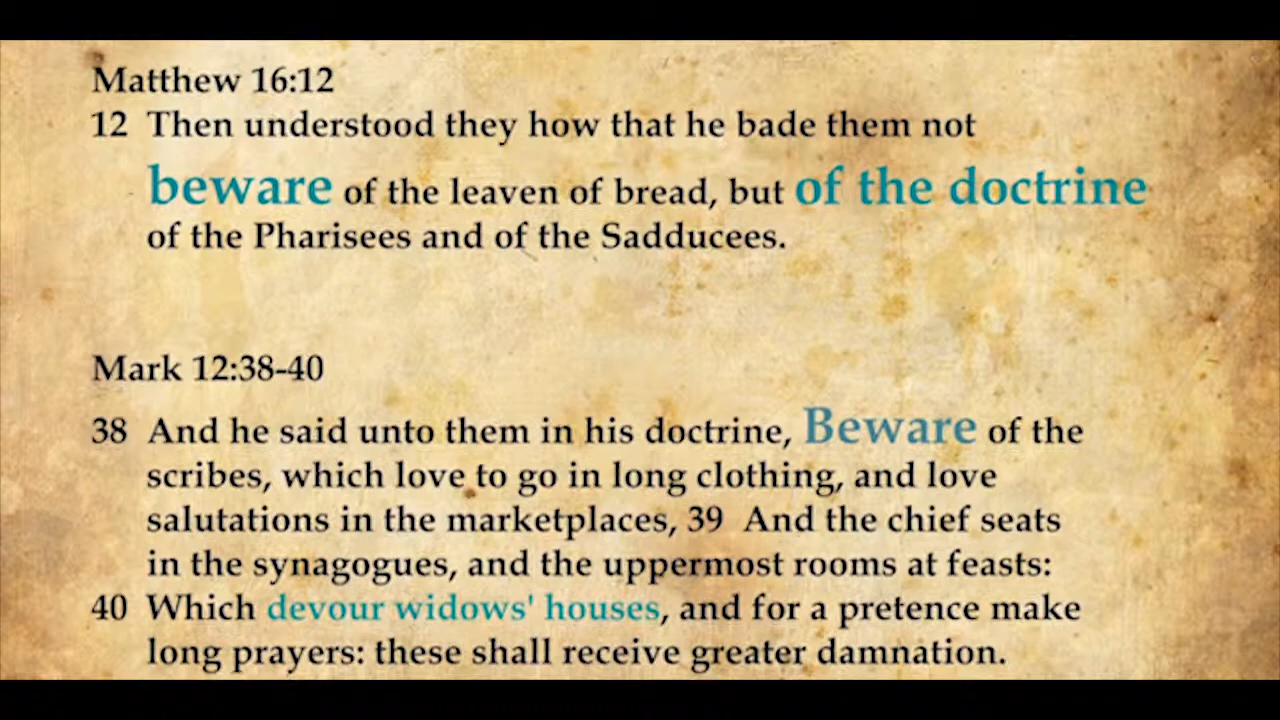 Matthew 16:12
12 Then understood they how that he bade them not
beware of the leaven of bread, but of the doctrine
of the Pharisees and of the Sadducees.
Mark 12:38-40
38 And he said unto them in his doctrine, Beware of the
scribes, which love to go in long clothing, and love
salutations in the marketplaces, 39 And the chief seats
in the synagogues, and the uppermost rooms at feasts:
40 Which devour widows' houses, and for a pretence make
long prayers: these shall receive greater damnation.